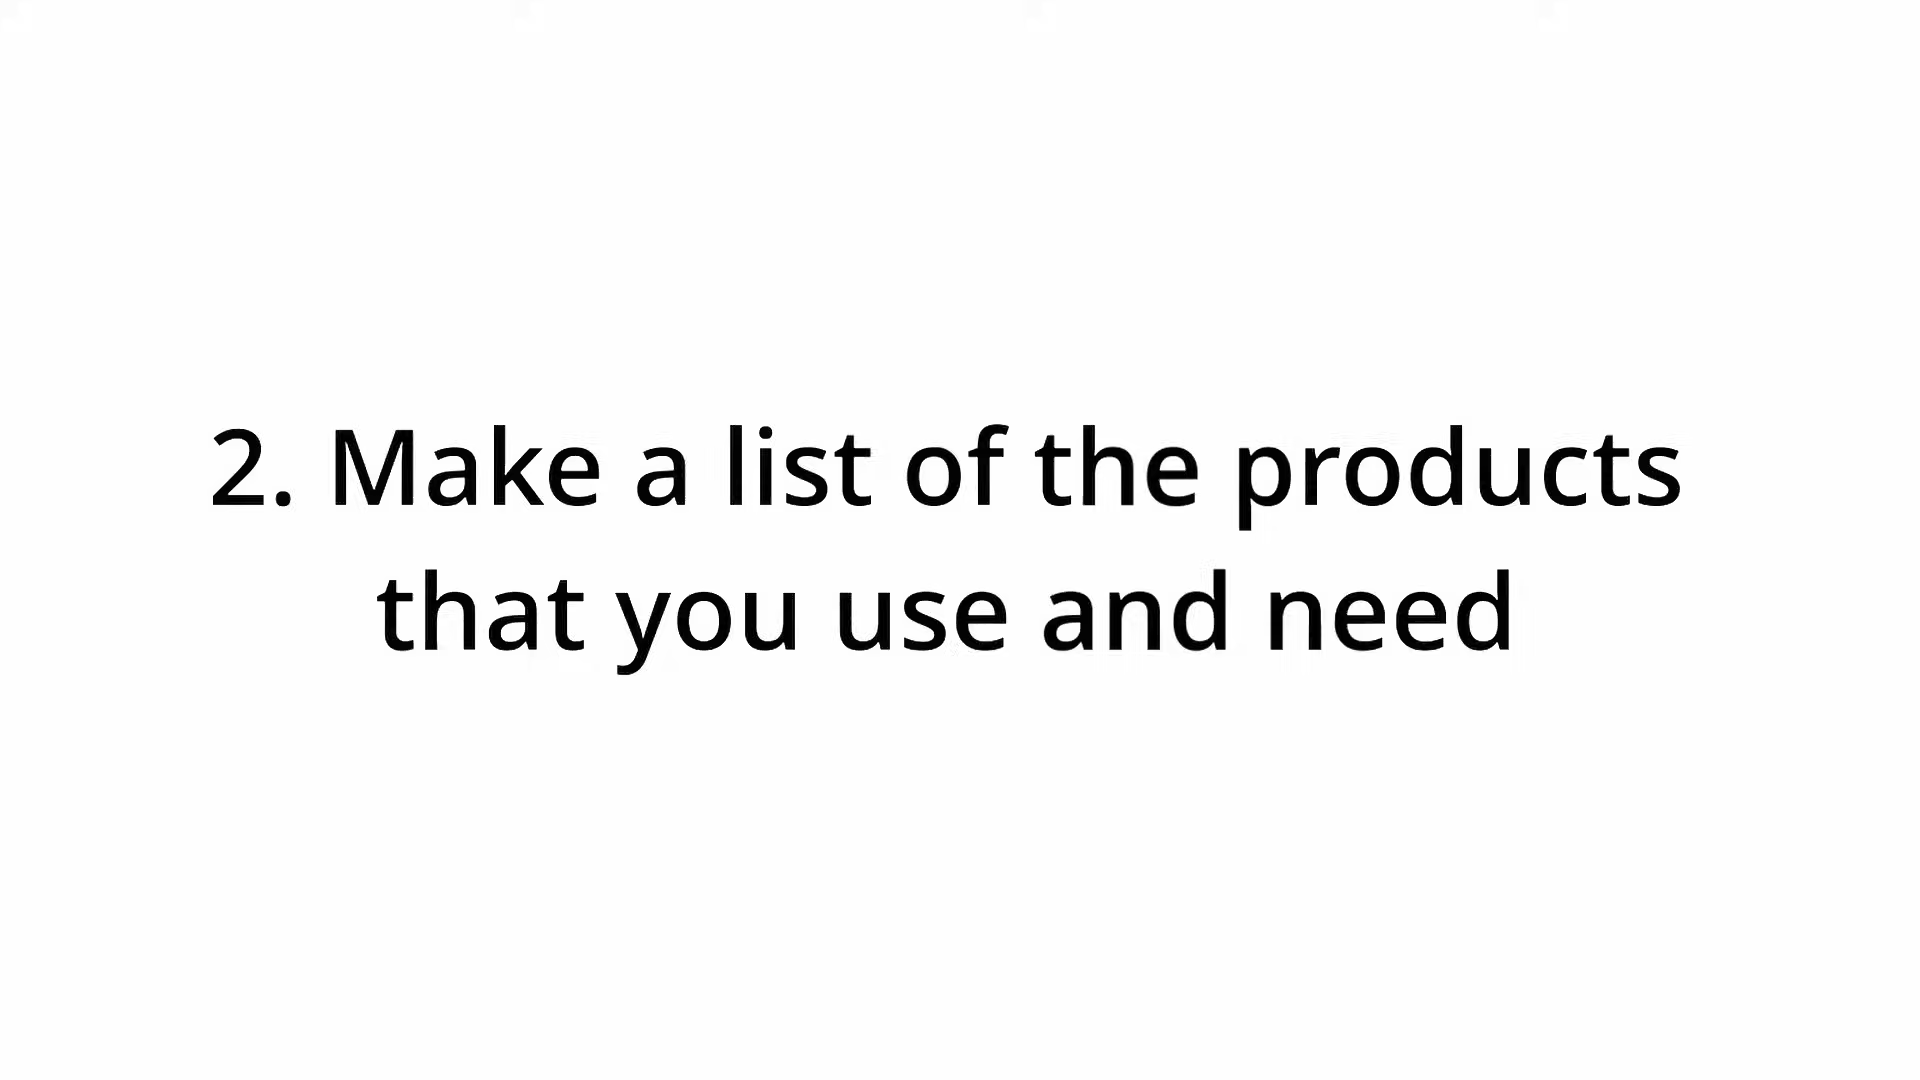 2. Make a list of the products
that you use and need